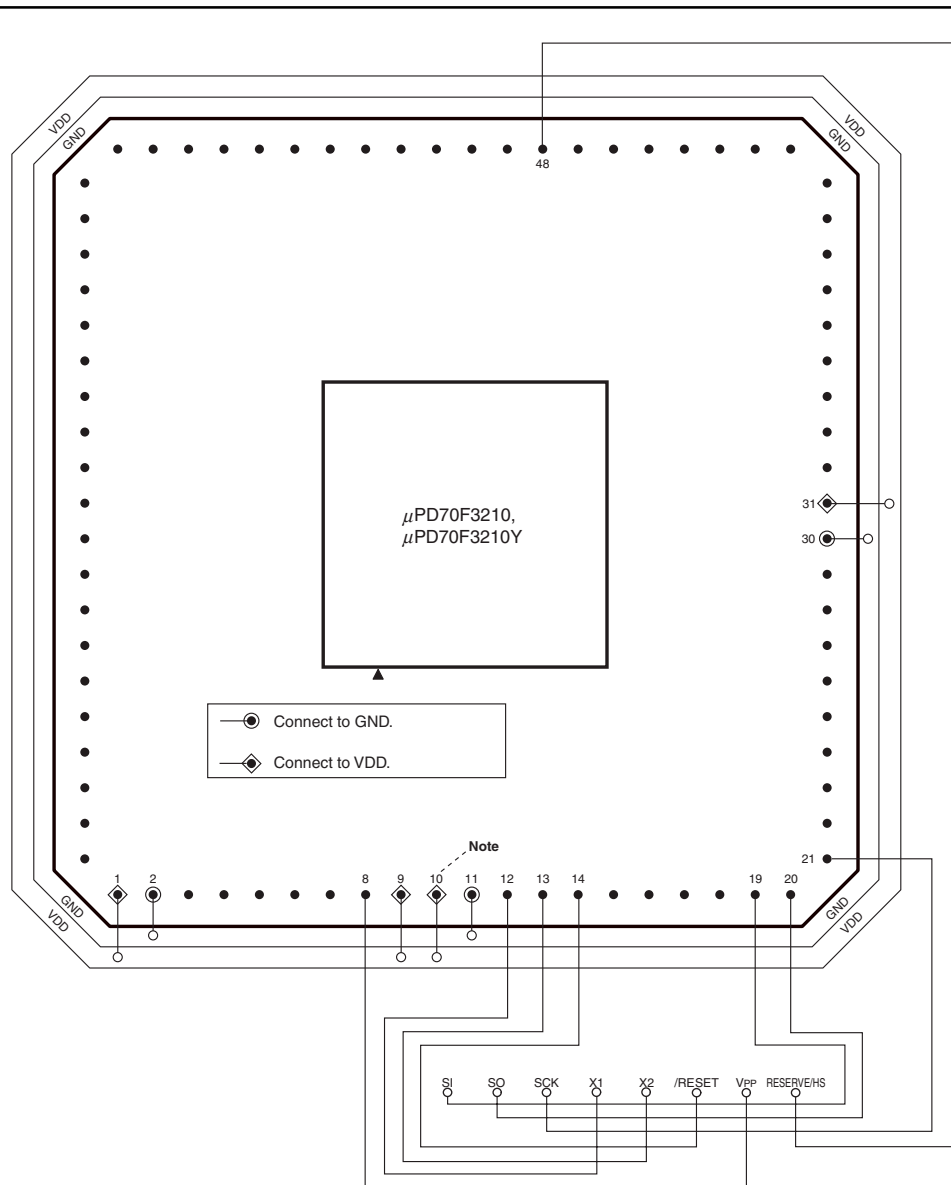 VDD
GND
VDD
GND
48
31
30
μPD70F3210,
μPD70F3210Y
Connect to GND.
Connect to VDD.
Note
21
1 2 8 9 10 11 12 13 14 19 20
GND
VDD
GND
VDD
SI SO SCK X1 X2 /RESET VPP RESERVE/HS